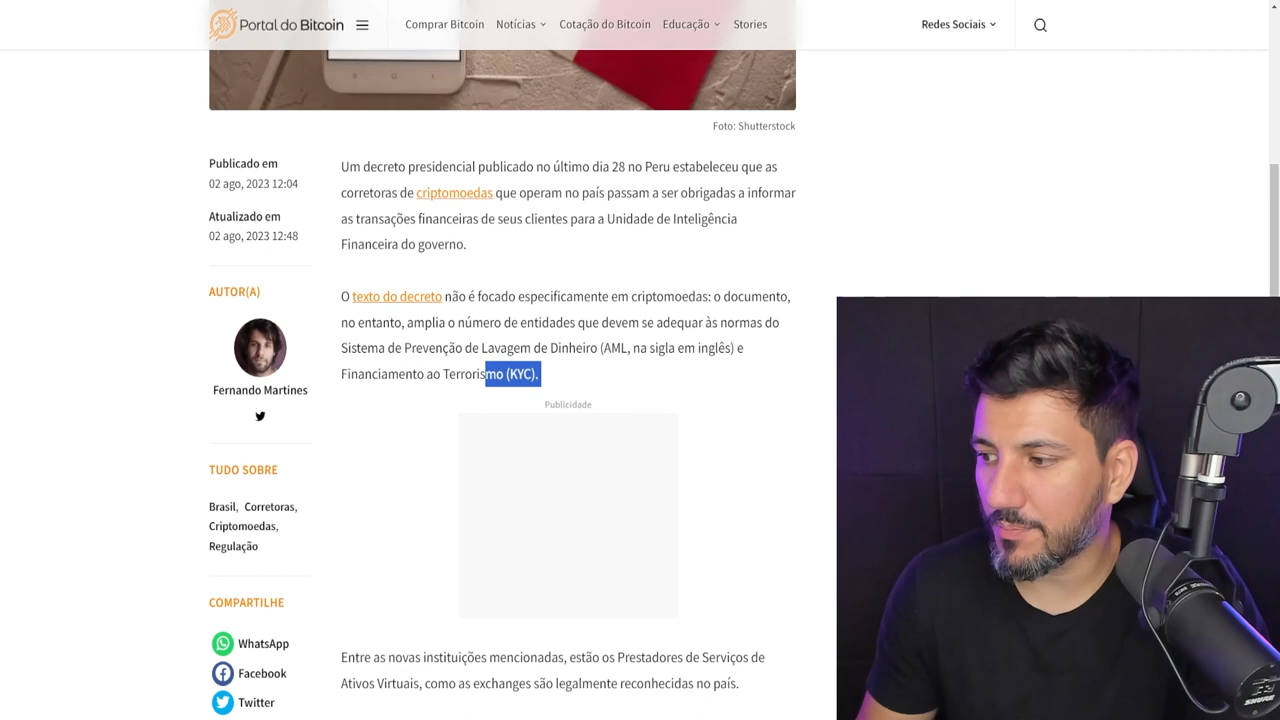 Portal do Bitcoin
Comprar Bitcoin Notícias Cotação do Bitcoin Educação Stories
Redes Sociais
Foto: Shutterstock
Publicado em
02 ago, 2023 12:04
Atualizado em
02 ago, 2023 12:48
AUTOR(A)
Fernando Martines
TUDO SOBRE
Brasil, Corretoras,
Criptomoedas,
Regulação
COMPARTILHE
WhatsApp
Facebook
Twitter
Um decreto presidencial publicado no último dia 28 no Peru estabeleceu que as
corretoras de criptomoedas que operam no país passam a ser obrigadas a informar
as transações financeiras de seus clientes para a Unidade de Inteligência
Financeira do governo.
O texto do decreto não é focado especificamente em criptomoedas: o documento,
no entanto, amplia o número de entidades que devem se adequar às normas do
Sistema de Prevenção de Lavagem de Dinheiro (AML, na sigla em inglês) e
Financiamento ao Terrorismo (KYC).
Publicidade
Entre as novas instituições mencionadas, estão os Prestadores de Serviços de
Ativos Virtuais, como as exchanges são legalmente reconhecidas no país.
SHURE